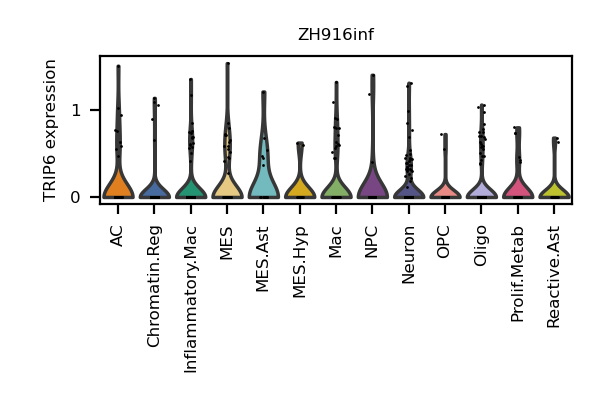 ZH916inf
TRIP6 expression
1
0
AC
Chromatin.Reg
Inflammatory.Mac
MES
MES.Ast
MES.Hyp
Mac
NPC
Neuron
OPC
Oligo
Prolif.Metab
Reactive.Ast